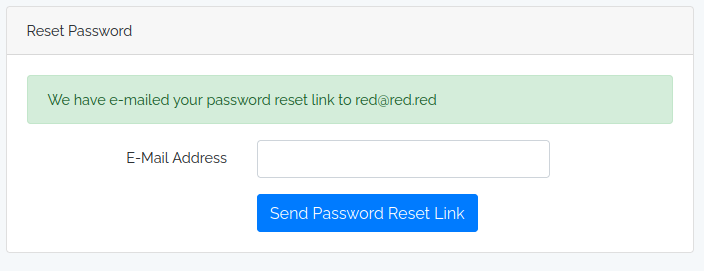 Reset Password
We have e-mailed your password reset link to red@red.red
E-Mail Address
Send Password Reset Link